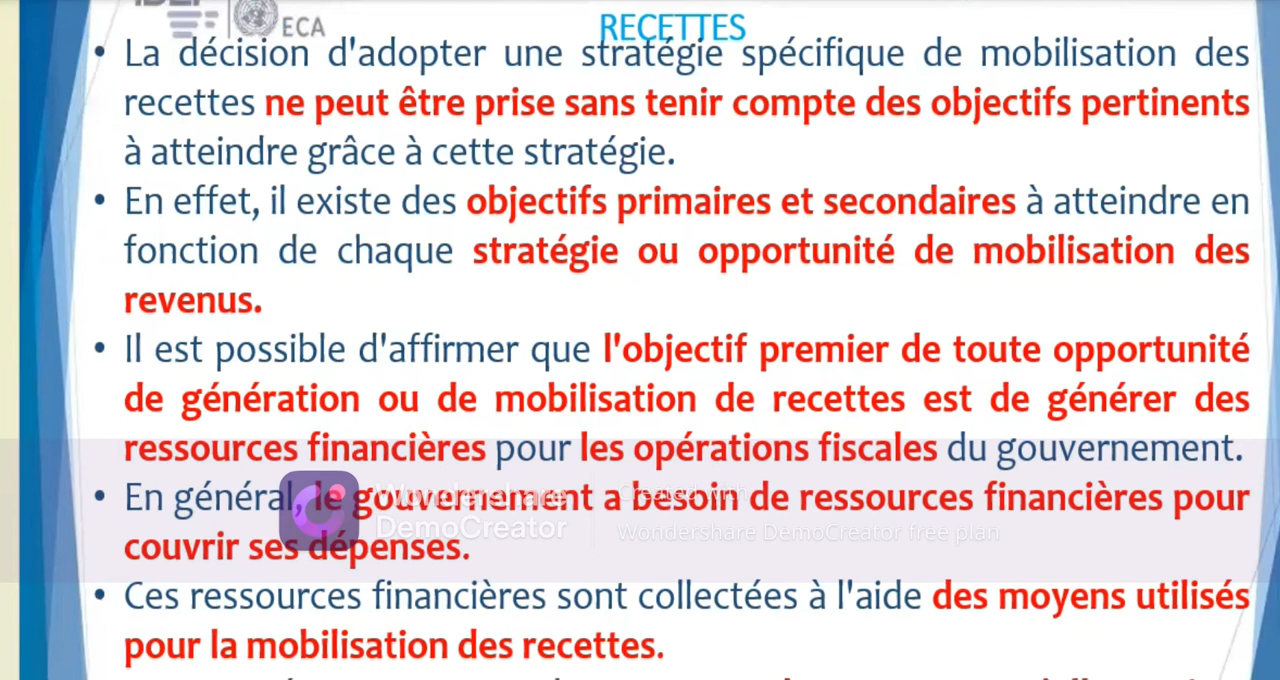 ECA
RECETTES
• La décision d'adopter une stratégie spécifique de mobilisation des
recettes ne peut être prise sans tenir compte des objectifs pertinents
à atteindre grâce à cette stratégie.
• En effet, il existe des objectifs primaires et secondaires à atteindre en
fonction de chaque stratégie ou opportunité de mobilisation des
revenus.
• Il est possible d'affirmer que l'objectif premier de toute opportunité
de génération ou de mobilisation de recettes est de générer des
ressources financières pour les opérations fiscales du gouvernement.
• En général, le gouvernement a besoin de ressources financières pour
couvrir ses dépenses.
Wondershare
DemoCreator
Created with
Wondershare DemoCreator free plan
• Ces ressources financières sont collectées à l'aide des moyens utilisés
pour la mobilisation des recettes.